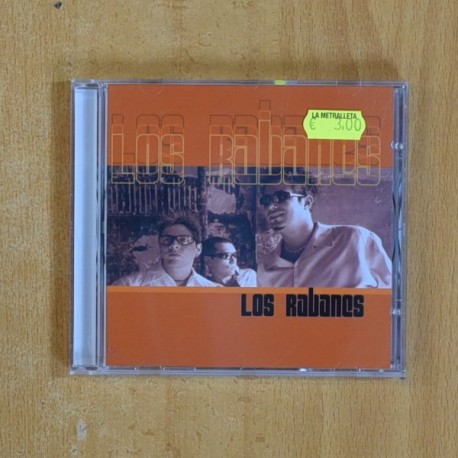 LA METRALLETA
€ 3.00
Los Rabanes
Los Rabanes